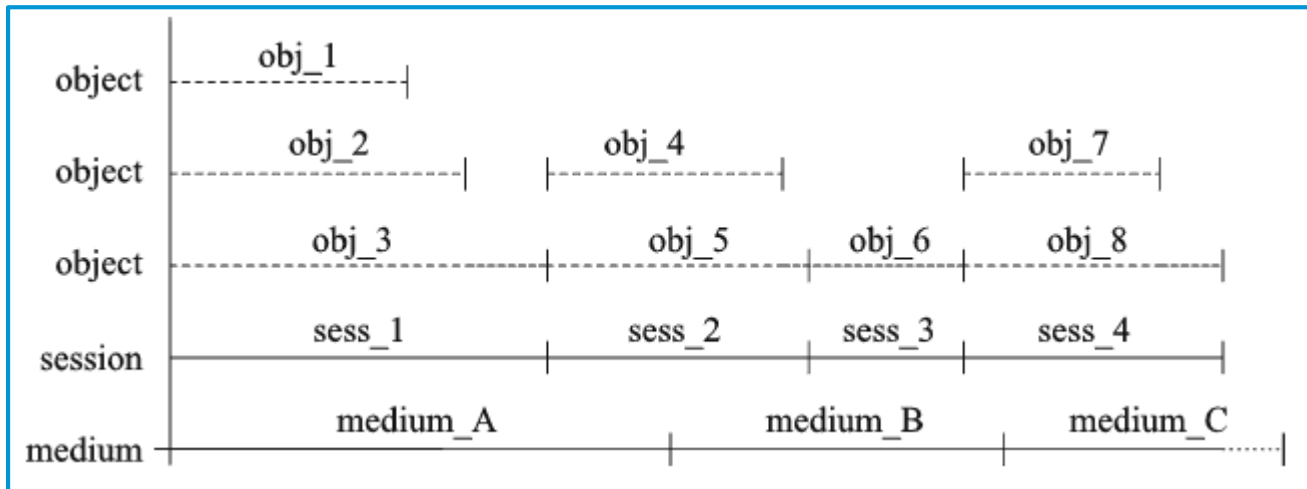 obj_1
object
obj_2 obj_4 obj_7
object
obj_3 obj_5 obj_6 obj_8
object
sess_1 sess_2 sess_3 sess_4
session
medium_A medium_B medium_C
medium